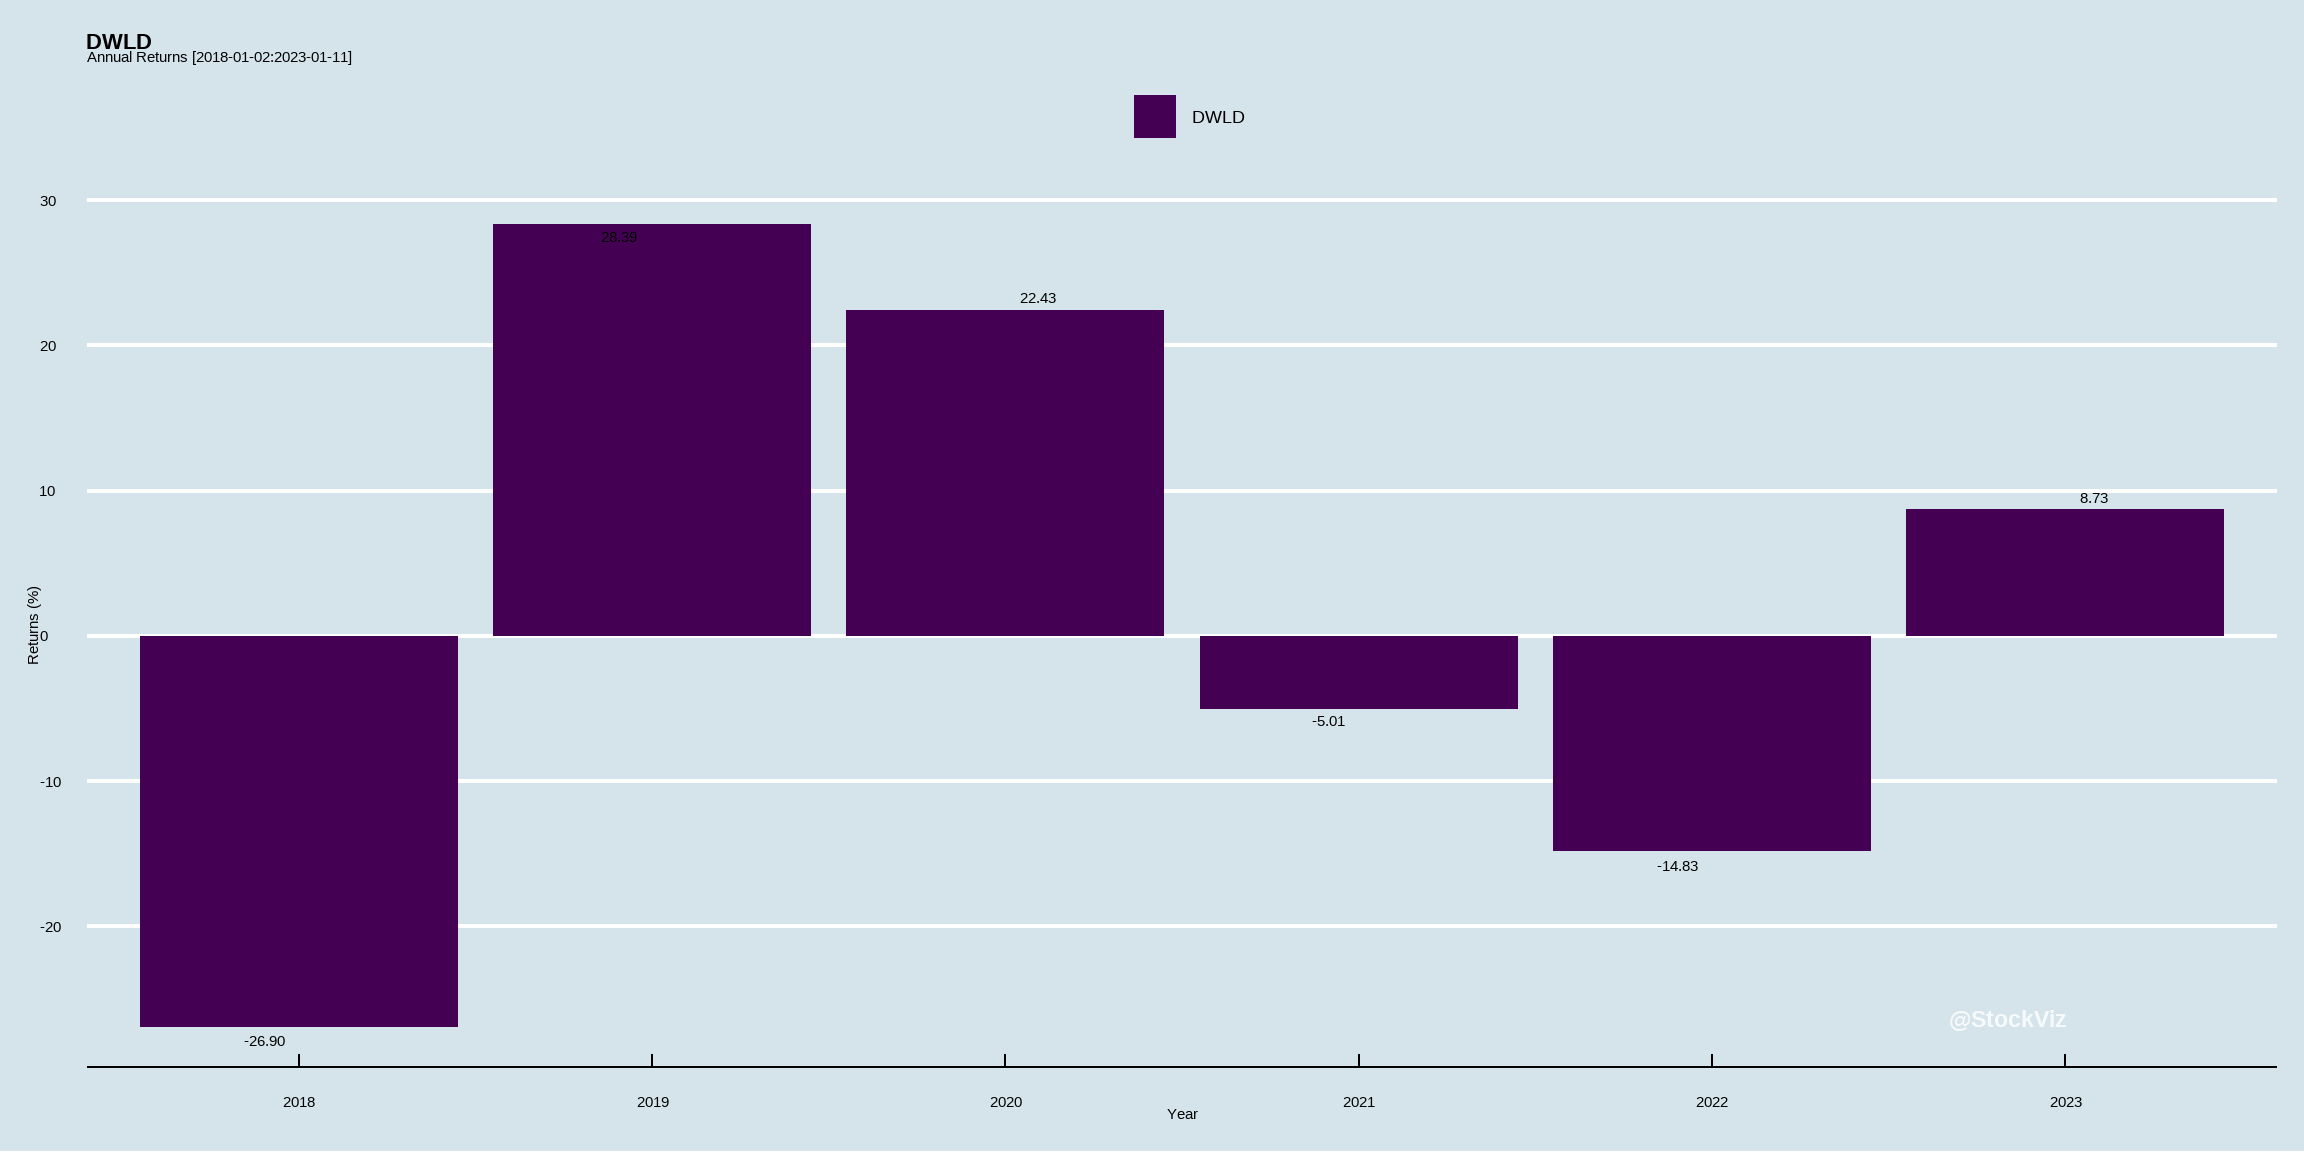 DWLD
Annual Returns [2018-01-02:2023-01-11]
DWLD
30
28.39
22.43
20
10
8.73
Returns (%)
0
-5.01
-10
-14.83
-20
@StockViz
-26.90
2018 2019 2020 2021 2022 2023
Year